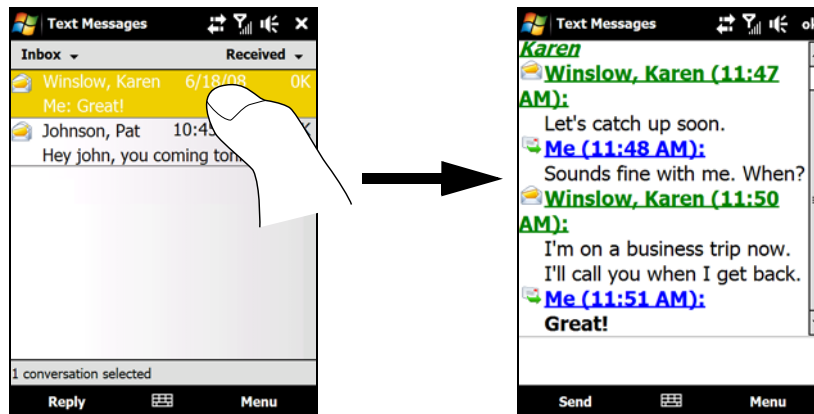 Text Messages
Inbox Received
Winslow, Karen 6/18/08 0K
Me: Great!
Johnson, Pat
Hey john, you coming
1 conversation selected
Reply Menu
Text Messages ok
Karen
Winslow, Karen (11:47
AM):
Let's catch up soon.
Me (11:48 AM):
Sounds fine with me. When?
Winslow, Karen (11:50
AM):
I'm on a business trip now.
I'll call you when I get back.
Me (11:51 AM):
Great!
Send Menu